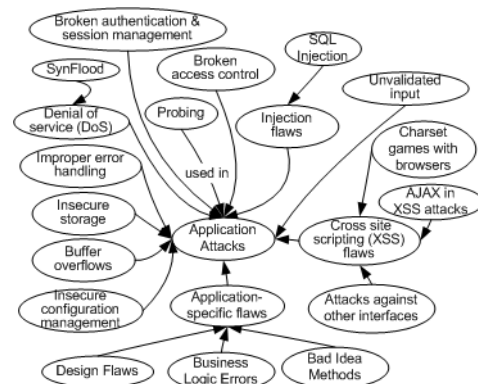 Broken authentication &
session management
SQL
Injection
SynFlood
Broken
access control
Unvalidated
input
Denial of
service (DoS)
Probing
Injection
flaws
Charset
games with
browsers
Improper error
handling
used in
AJAX in
XSS attacks
Insecure
storage
Application
Attacks
Cross site
scripting (XSS)
flaws
Buffer
overflows
Insecure
configuration
management
Application-
specific flaws
Attacks against
other interfaces
Design Flaws
Business
Logic Errors
Bad Idea
Methods